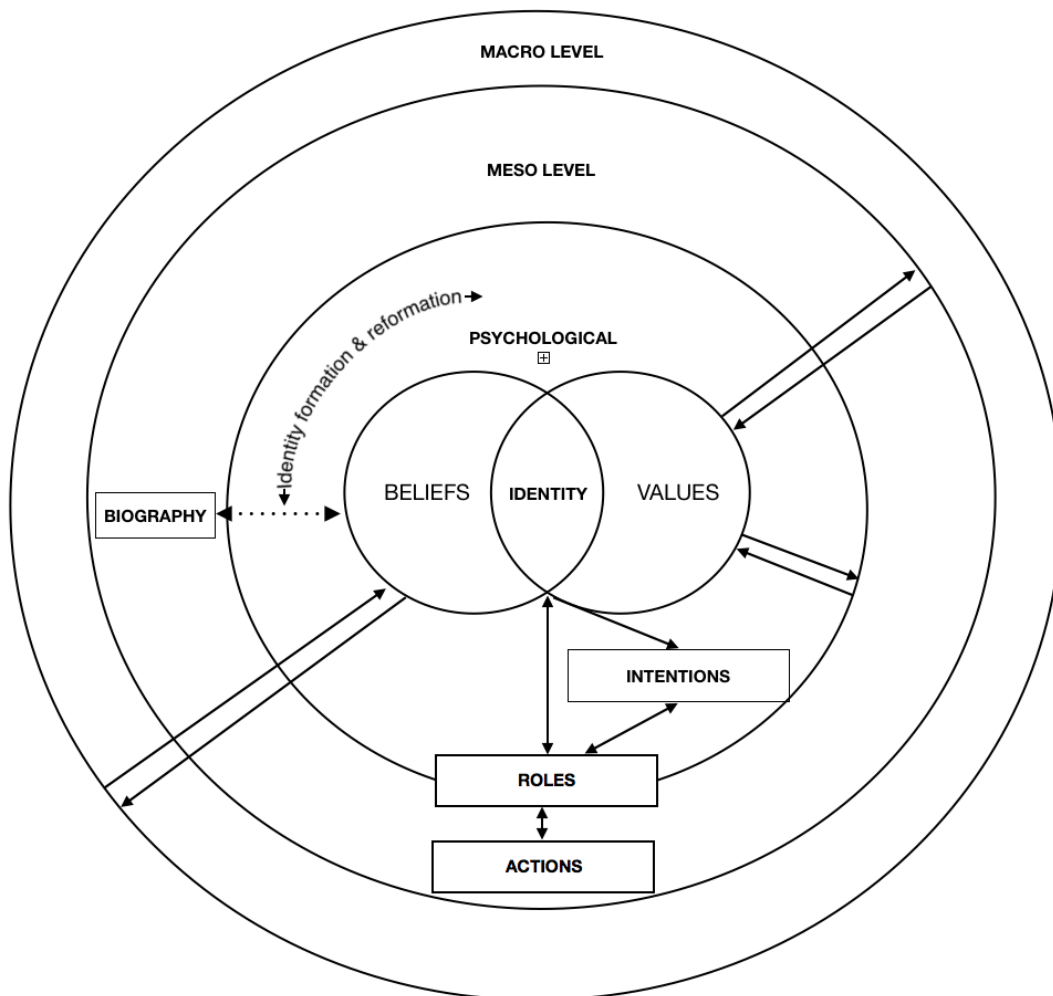 MACRO LEVEL
MESO LEVEL
Identity formation & reformation
PSYCHOLOGICAL
BELIEFS
IDENTITY
VALUES
BIOGRAPHY
INTENTIONS
ROLES
ACTIONS